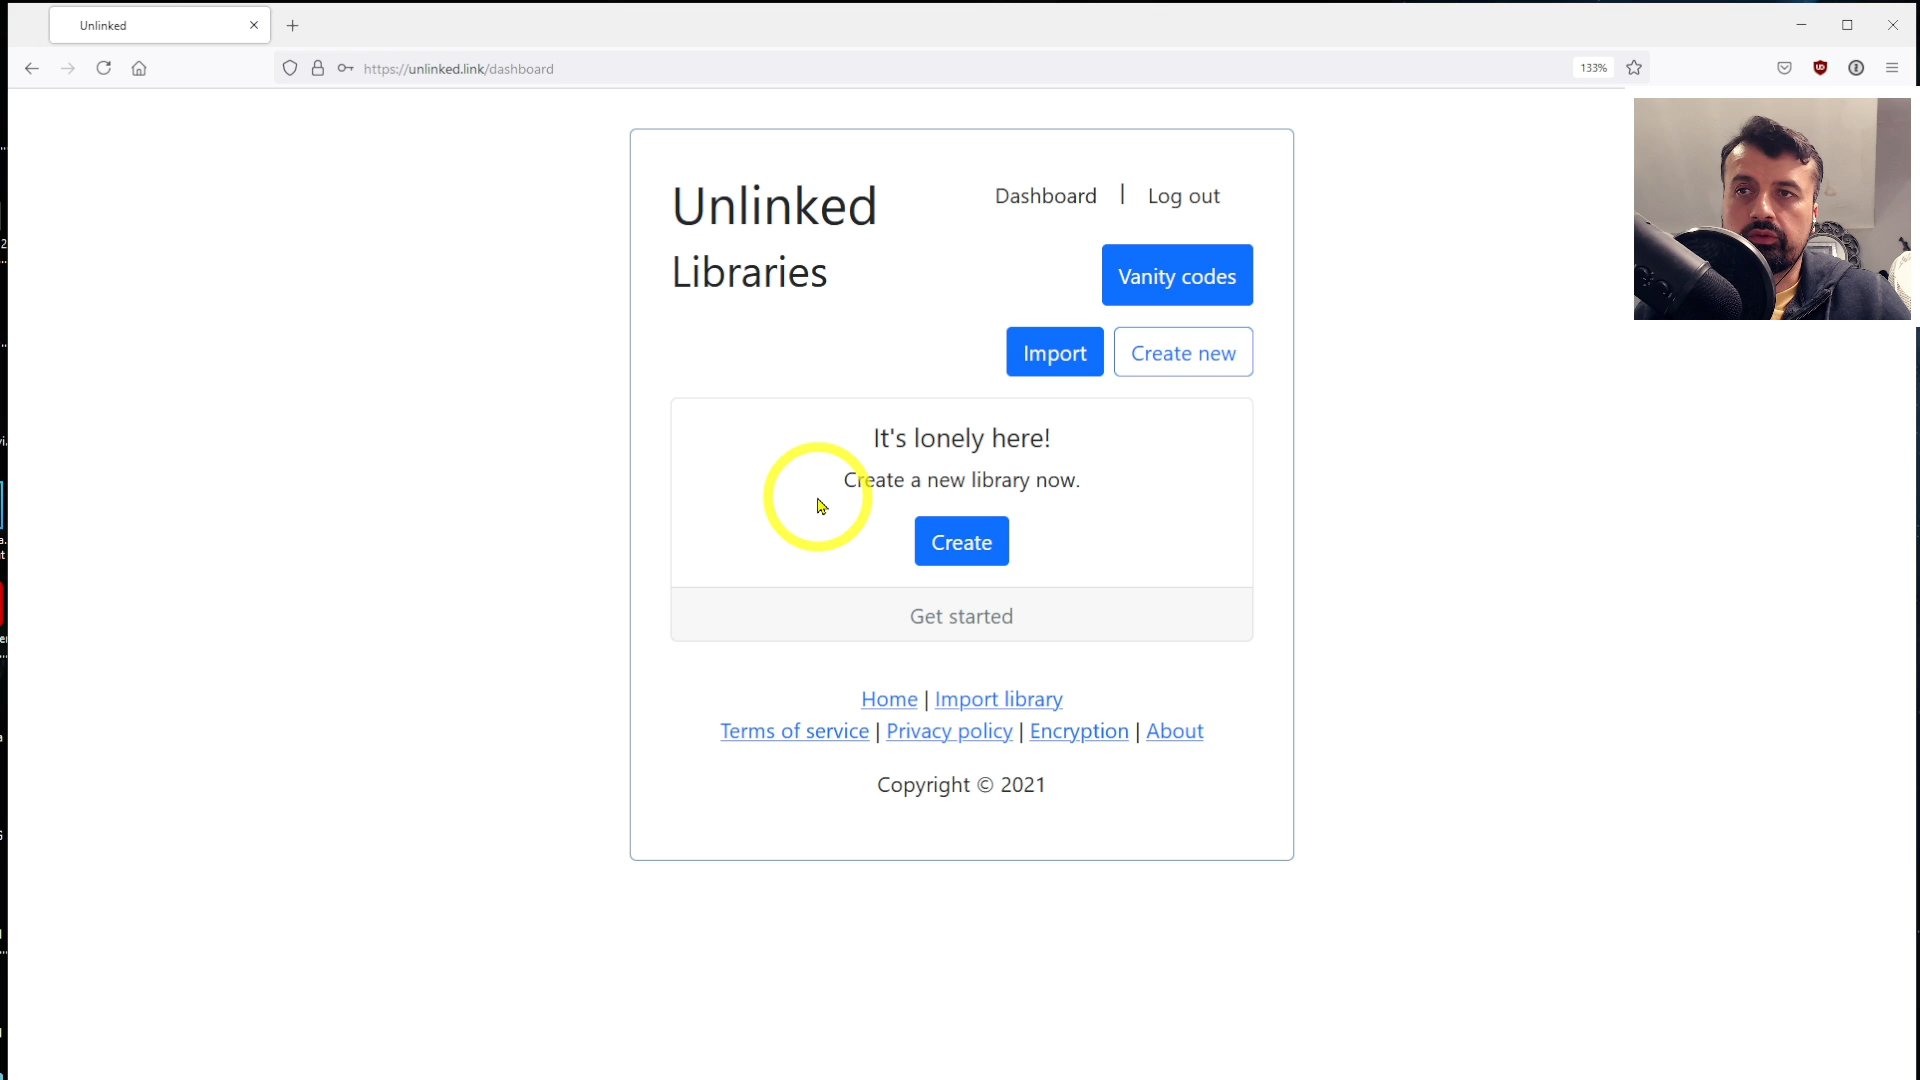 Unlinked
https://unlinked.link/dashboard
133%
Unlinked
Dashboard | Log out
Libraries
Vanity codes
Import
Create new
It's lonely here!
Create a new library now.
Create
Get started
Home | Import library
Terms of service | Privacy policy | Encryption | About
Copyright © 2021